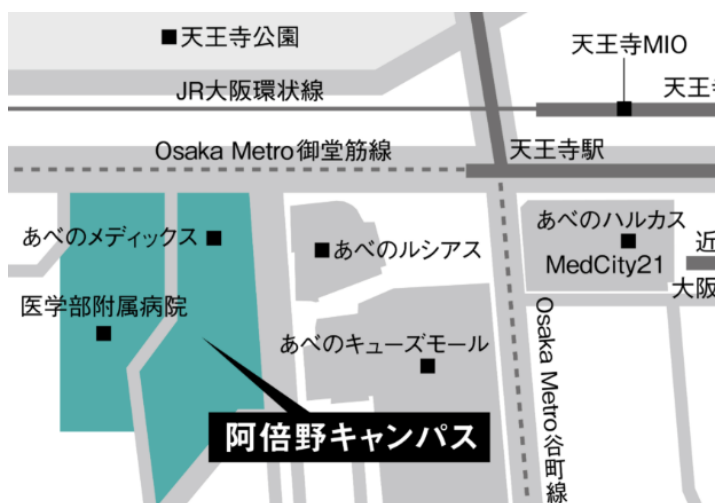 天王寺公園
天王寺MIO
JR大阪環状線
天王寺
Osaka Metro御堂筋線
天王寺駅
あべのメディックス
あべのルシアス
あべのハルカス
MedCity21
近
大阪
医学部附属病院
あべのキューズモール
Osaka Metro谷町線
阿倍野キャンパス